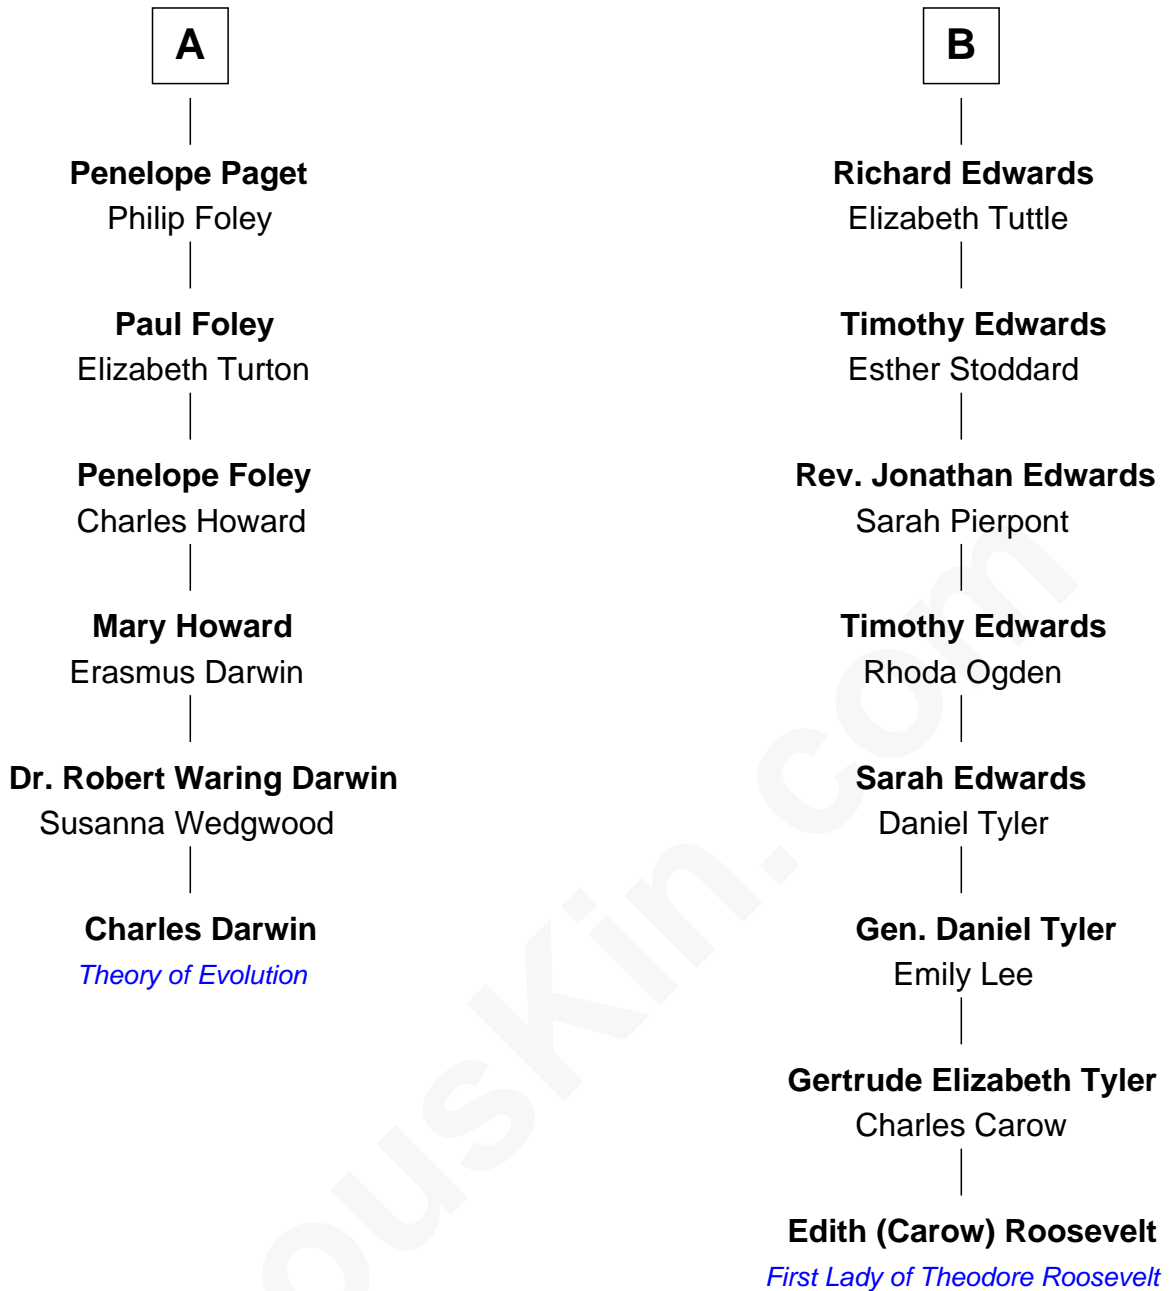 A
Penelope Paget
Philip Foley
Paul Foley
Elizabeth Turton
Penelope Foley
Charles Howard
Mary Howard
Erasmus Darwin
Dr. Robert Waring Darwin
Susanna Wedgwood
Charles Darwin
Theory of Evolution
B
Richard Edwards
Elizabeth Tuttle
Timothy Edwards
Esther Stoddard
Rev. Jonathan Edwards
Sarah Pierpont
Timothy Edwards
Rhoda Ogden
Sarah Edwards
Daniel Tyler
Gen. Daniel Tyler
Emily Lee
Gertrude Elizabeth Tyler
Charles Carow
Edith (Carow) Roosevelt
First Lady of Theodore Roosevelt
ousKin.com